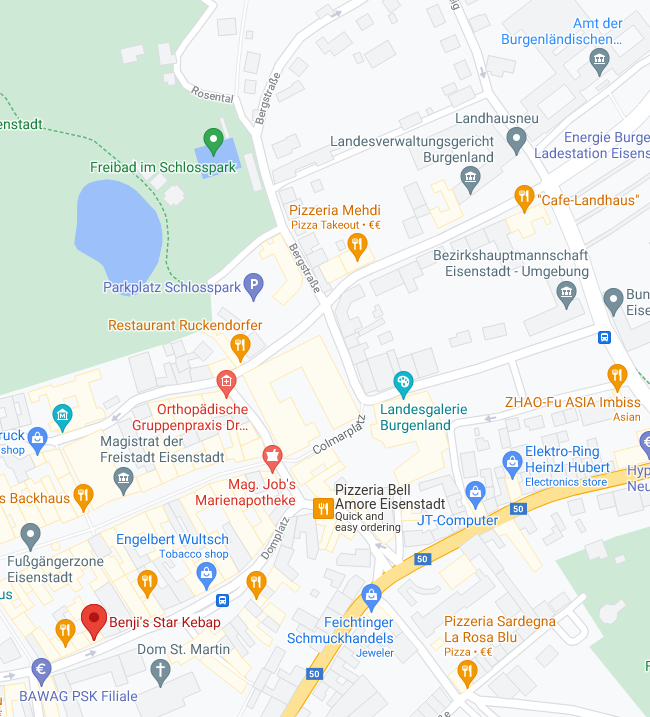 Amt der
Burgenländischen...
Rosental
Bergstraße
Landhausneu
enstadt
Freibad im Schlosspark
Landesverwaltungsgericht
Burgenland
Energie Burge
Ladestation Eisens
"Cafe-Landhaus"
Pizzeria Mehdi
Pizza Takeout • €€
Bergstraße
Bezirkshauptmannschaft
Eisenstadt - Umgebung
Parkplatz Schlosspark
P
Bun
Eise
Restaurant Ruckendorfer
Orthopädische
Gruppenpraxis Dr...
Landesgalerie
Burgenland
ZHAO-Fu ASIA Imbiss
Asian
ruck
shop
Magistrat der
Freistadt Eisenstadt
Colmarplatz
Elektro-Ring
Heinzl Hubert
Electronics store
Hyp
Neu
Mag. Job's
Marienapotheke
s Backhaus
Pizzeria Bell
Amore Eisenstadt
Quick and
easy ordering
JT-Computer
50
Domplatz
Engelbert Wultsch
Tobacco shop
Fußgängerzone
Eisenstadt
50
us
Benji's Star Kebap
Feichtinger
Schmuckhandels
Jeweler
Pizzeria Sardegna
La Rosa Blu
Pizza • €€
Dom St. Martin
50
€
BAWAG PSK Filiale